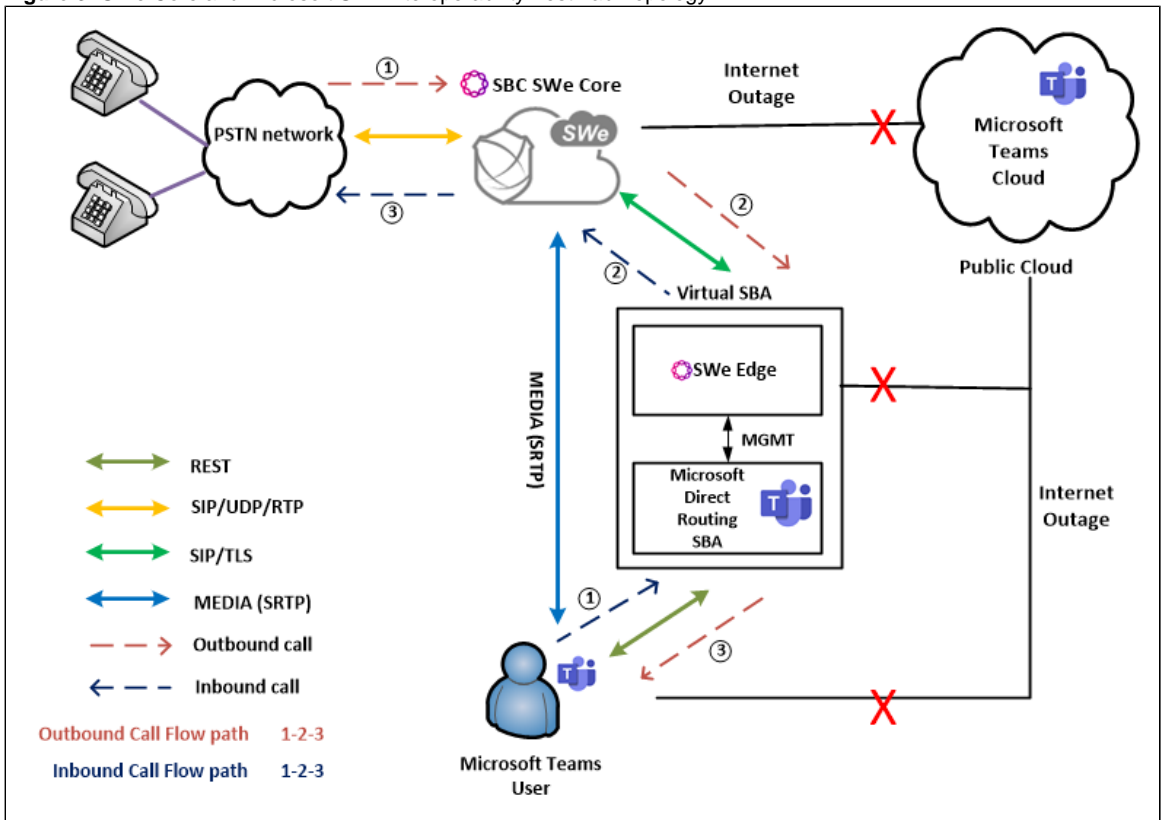 ①
SBC SWe Core
SWe
PSTN network
③
Internet
Outage
X
T
Microsoft
Teams
Cloud
Public Cloud
②
②
Virtual SBA
SWe Edge
X
MGMT
Microsoft
Direct
Routing
SBA
T
MEDIA (SRTP)
Internet
Outage
REST
SIP/UDP/RTP
SIP/TLS
MEDIA (SRTP)
Outbound call
Inbound call
Outbound Call Flow path 1-2-3
Inbound Call Flow path 1-2-3
①
③
T
X
Microsoft Teams
User